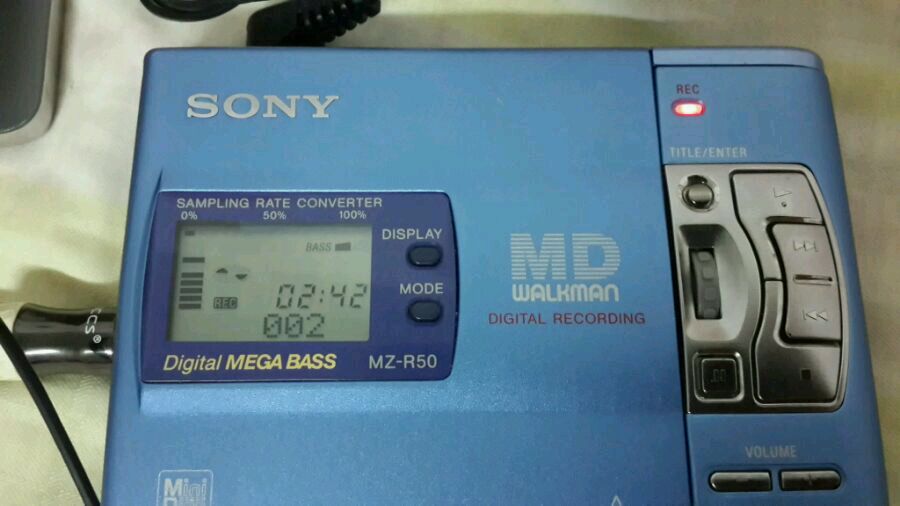 SONY
REC
TITLE/ENTER
SAMPLING RATE CONVERTER
0% 50% 100%
DISPLAY
BASS
MODE
REC 02:42
002
Digital MEGA BASS MZ-R50
MD
WALKMAN
DIGITAL RECORDING
VOLUME
Mini